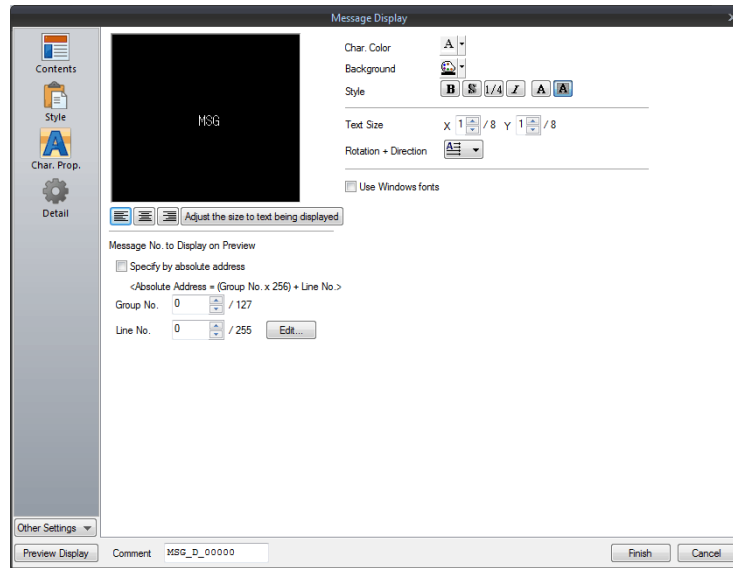 Message Display
Contents
Style
Char. Prop.
Detail
MSG
Adjust the size to text being displayed
Message No. to Display on Preview
Specify by absolute address
<Absolute Address = (Group No. x 256) + Line No.>
Group No. 0 / 127
Line No. 0 / 255 Edit...
Char. Color A
Background
Style B S 1/4 I A A
Text Size X 1 / 8 Y 1 / 8
Rotation + Direction A
Use Windows fonts
Other Settings
Preview Display Comment MSG_D_00000 Finish Cancel